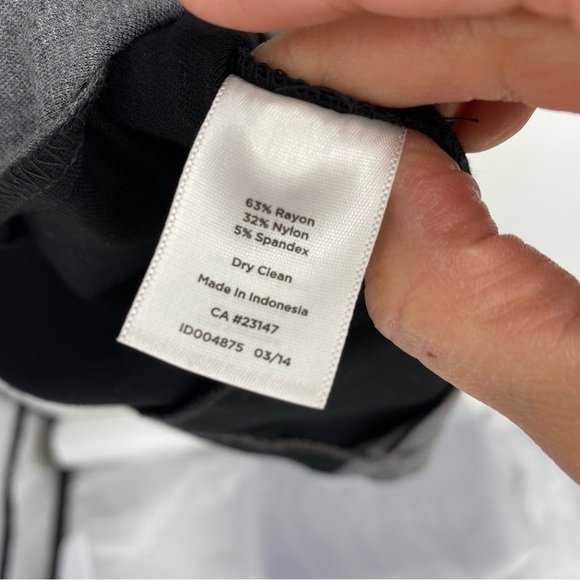 63% Rayon
32% Nylon
5% Spandex
Dry Clean
Made in Indonesia
CA #23147
ID004875 03/14